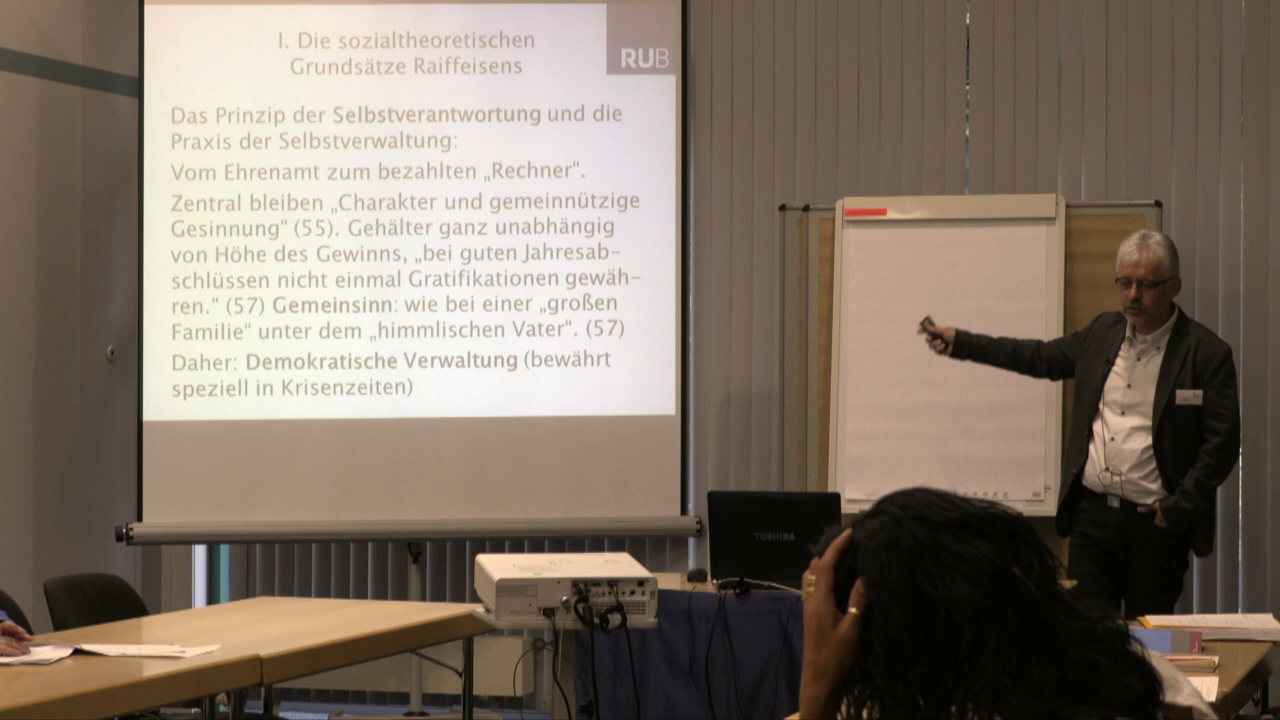 I. Die sozialtheoretischen
Grundsätze Raiffeisens
RUB
Das Prinzip der Selbstverantwortung und die
Praxis der Selbstverwaltung:
Vom Ehrenamt zum bezahlten „Rechner“.
Zentral bleiben „Charakter und gemeinnützige
Gesinnung“ (55). Gehälter ganz unabhängig
von Höhe des Gewinns, „bei guten Jahresab-
schlüssen nicht einmal Gratifikationen gewäh-
ren.“ (57) Gemeinsinn: wie bei einer „großen
Familie“ unter dem „himmlischen Vater“. (57)
Daher: Demokratische Verwaltung (bewährt
speziell in Krisenzeiten)
TOSHIBA